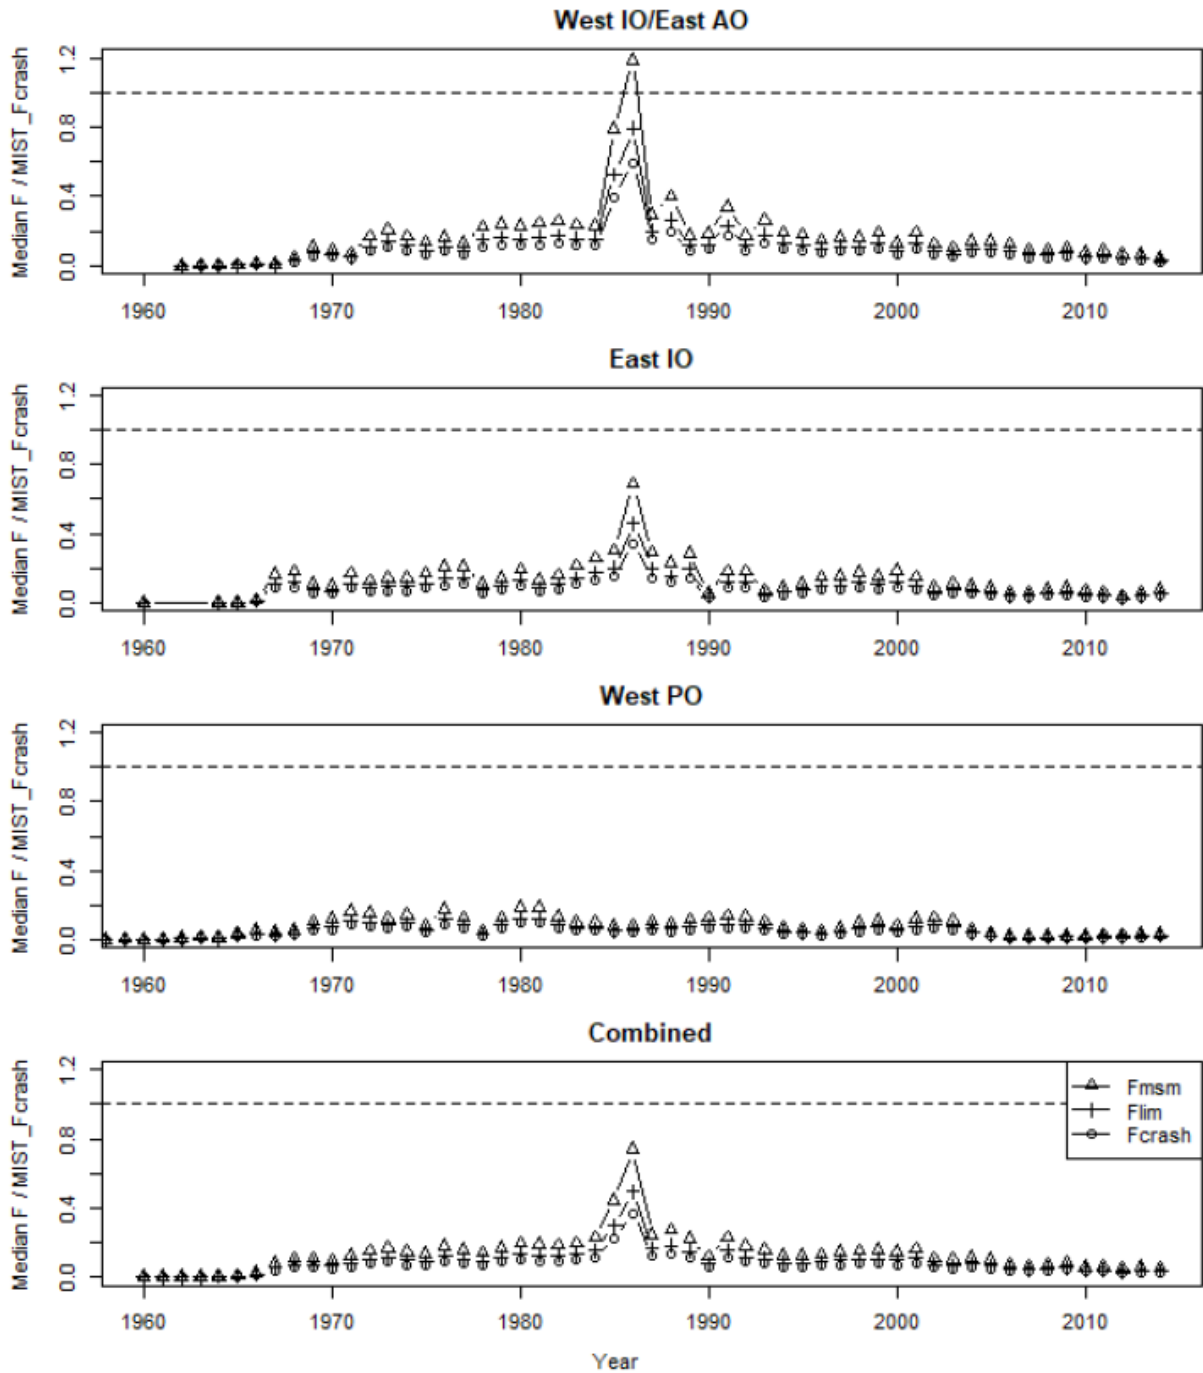 West IO/East AO
Median F / MIST_Fcrash
1.2
0.8
0.4
0.0
1960 1970 1980 1990 2000 2010
East IO
Median F / MIST_Fcrash
1.2
0.8
0.4
0.0
1960 1970 1980 1990 2000 2010
West PO
Median F / MIST_Fcrash
1.2
0.8
0.4
0.0
1960 1970 1980 1990 2000 2010
Combined
Median F / MIST_Fcrash
1.2
0.8
0.4
0.0
Fmsm
Flim
Fcrash
1960 1970 1980 1990 2000 2010
Year